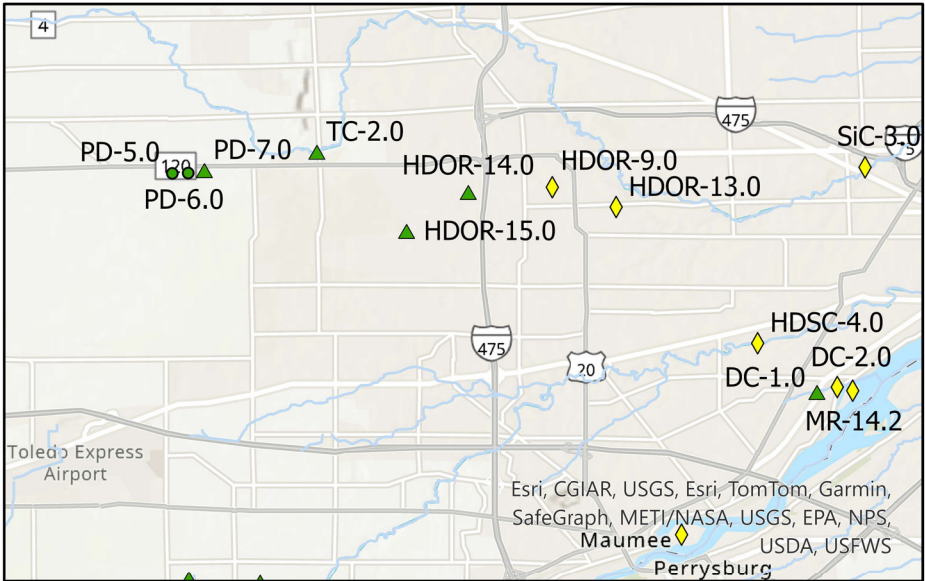 4
475
SiC-3.0
75
TC-2.0
PD-5.0
PD-7.0
120
PD-6.0
HDOR-14.0
HDOR-9.0
HDOR-13.0
HDOR-15.0
HDSC-4.0
475
20
DC-2.0
DC-1.0
MR-14.2
Toledo Express
Airport
Esri, CGIAR, USGS, Esri, TomTom, Garmin,
SafeGraph, METI/NASA, USGS, EPA, NPS,
USDA, USFWS
Maumee
Perrysburg